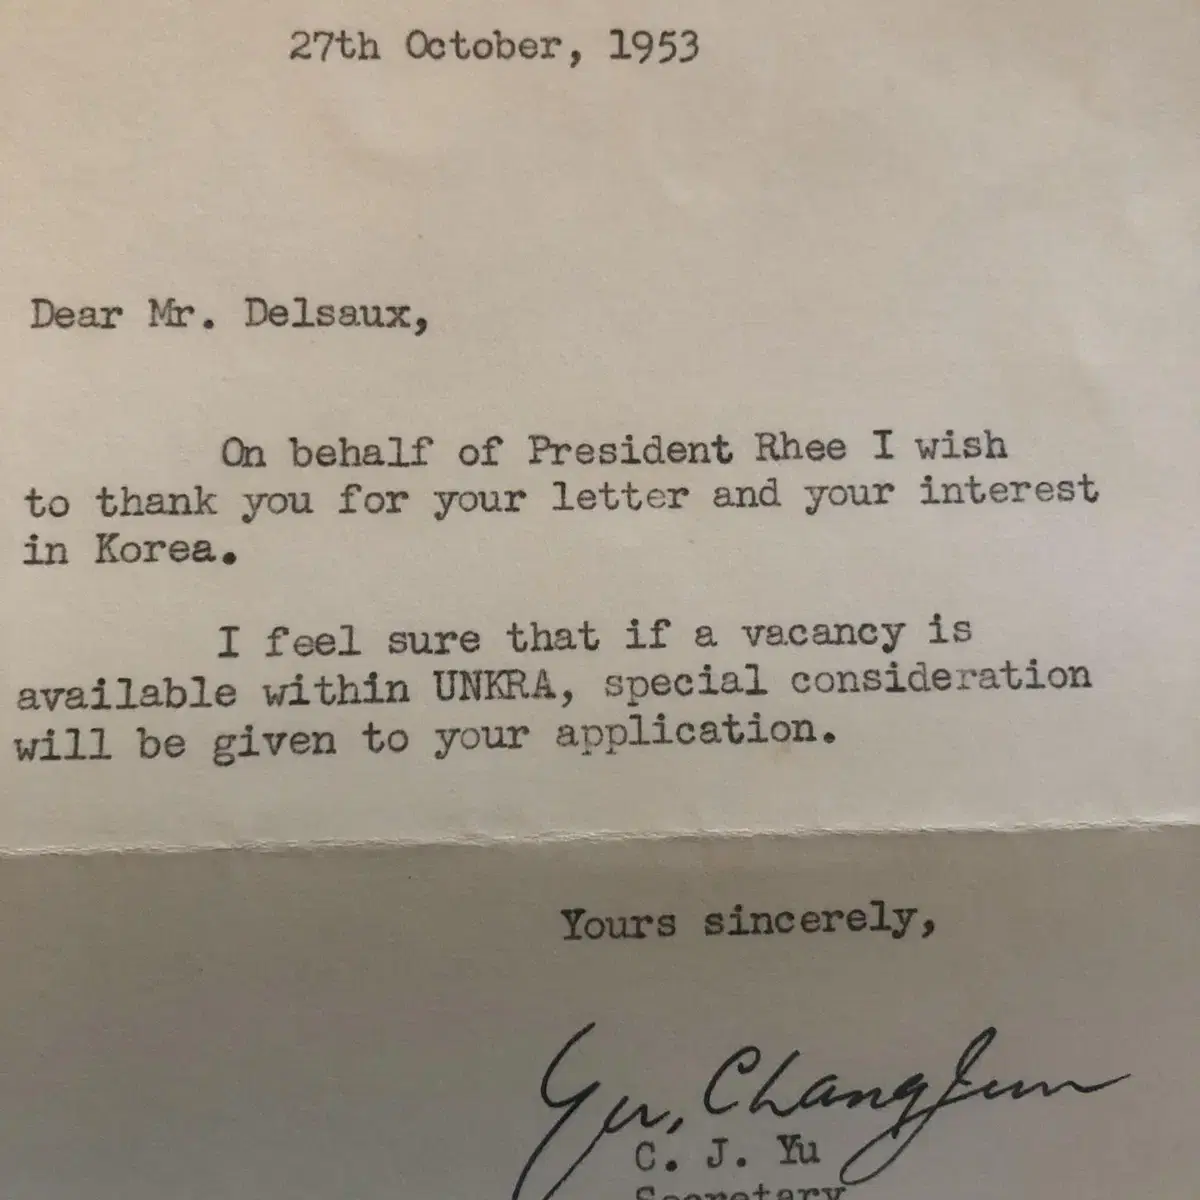 27th October, 1953
Dear Mr. Delsaux,
On behalf of President Rhee I wish
to thank you for your letter and your interest
in Korea.
I feel sure that if a vacancy is
available within UNKRA, special consideration
will be given to your application.
Yours sincerely,
Yu, Chang Jun
C. J. Yu
Secretary